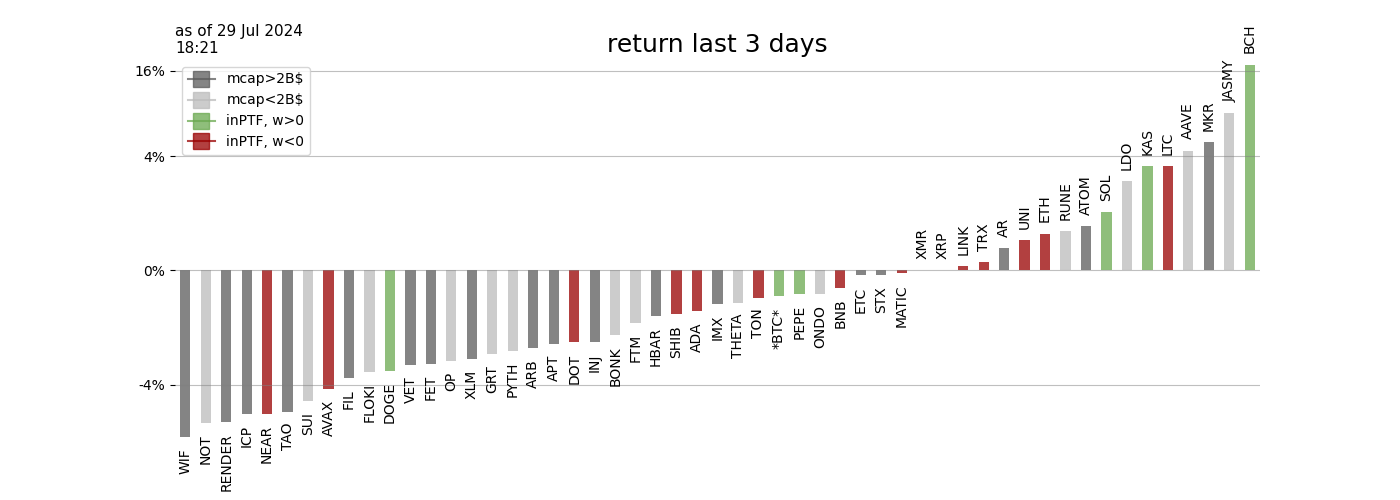 as of 29 Jul 2024
18:21
return last 3 days
16%
4%
0%
-4%
mcap>2B$
mcap<2B$
inPTF, w>0
inPTF, w<0
WIF
NOT
RENDER
ICP
NEAR
TAO
SUI
AVAX
FIL
FLOKI
DOGE
VET
FET
OP
XLM
GRT
PYTH
ARB
APT
DOT
INJ
BONK
FTM
HBAR
SHIB
ADA
IMX
THETA
TON
*BTC*
PEPE
ONDO
BNB
ETC
STX
MATIC
XMR
XRP
LINK
TRX
AR
UNI
ETH
RUNE
ATOM
SOL
LDO
KAS
LTC
AAVE
MKR
JASMY
BCH